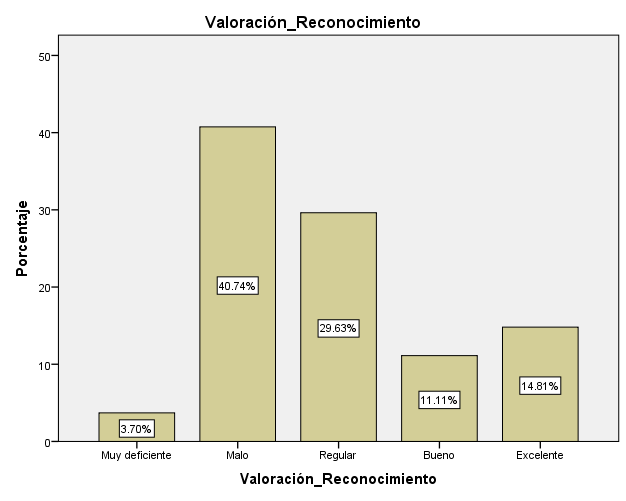 Valoración_Reconocimiento
50
40
30
20
10
0
Porcentaje
3.70%
40.74%
29.63%
11.11%
14.81%
Muy deficiente
Malo
Regular
Bueno
Excelente
Valoración_Reconocimiento